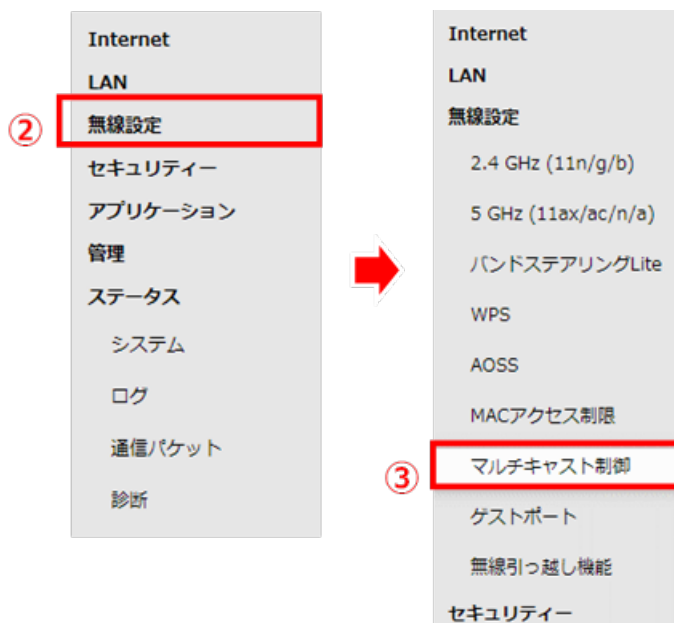 Internet
LAN
②
無線設定
セキュリティー
アプリケーション
管理
ステータス
システム
ログ
通信パケット
診断
Internet
LAN
無線設定
2.4 GHz (11n/g/b)
5 GHz (11ax/ac/n/a)
バンドステアリングLite
WPS
AOSS
MACアクセス制限
③
マルチキャスト制御
ゲストポート
無線引っ越し機能
セキュリティー